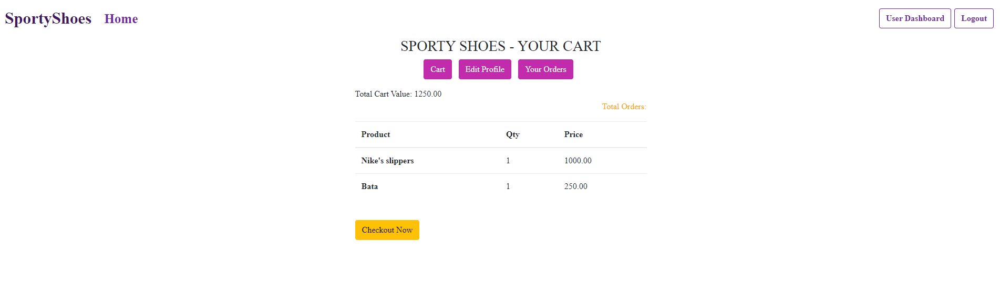 SportyShoes Home User Dashboard Logout
SPORTY SHOES - YOUR CART
Cart Edit Profile Your Orders
Total Cart Value: 1250.00
Total Orders:
Product Qty Price
Nike's slippers 1 1000.00
Bata 1 250.00
Checkout Now